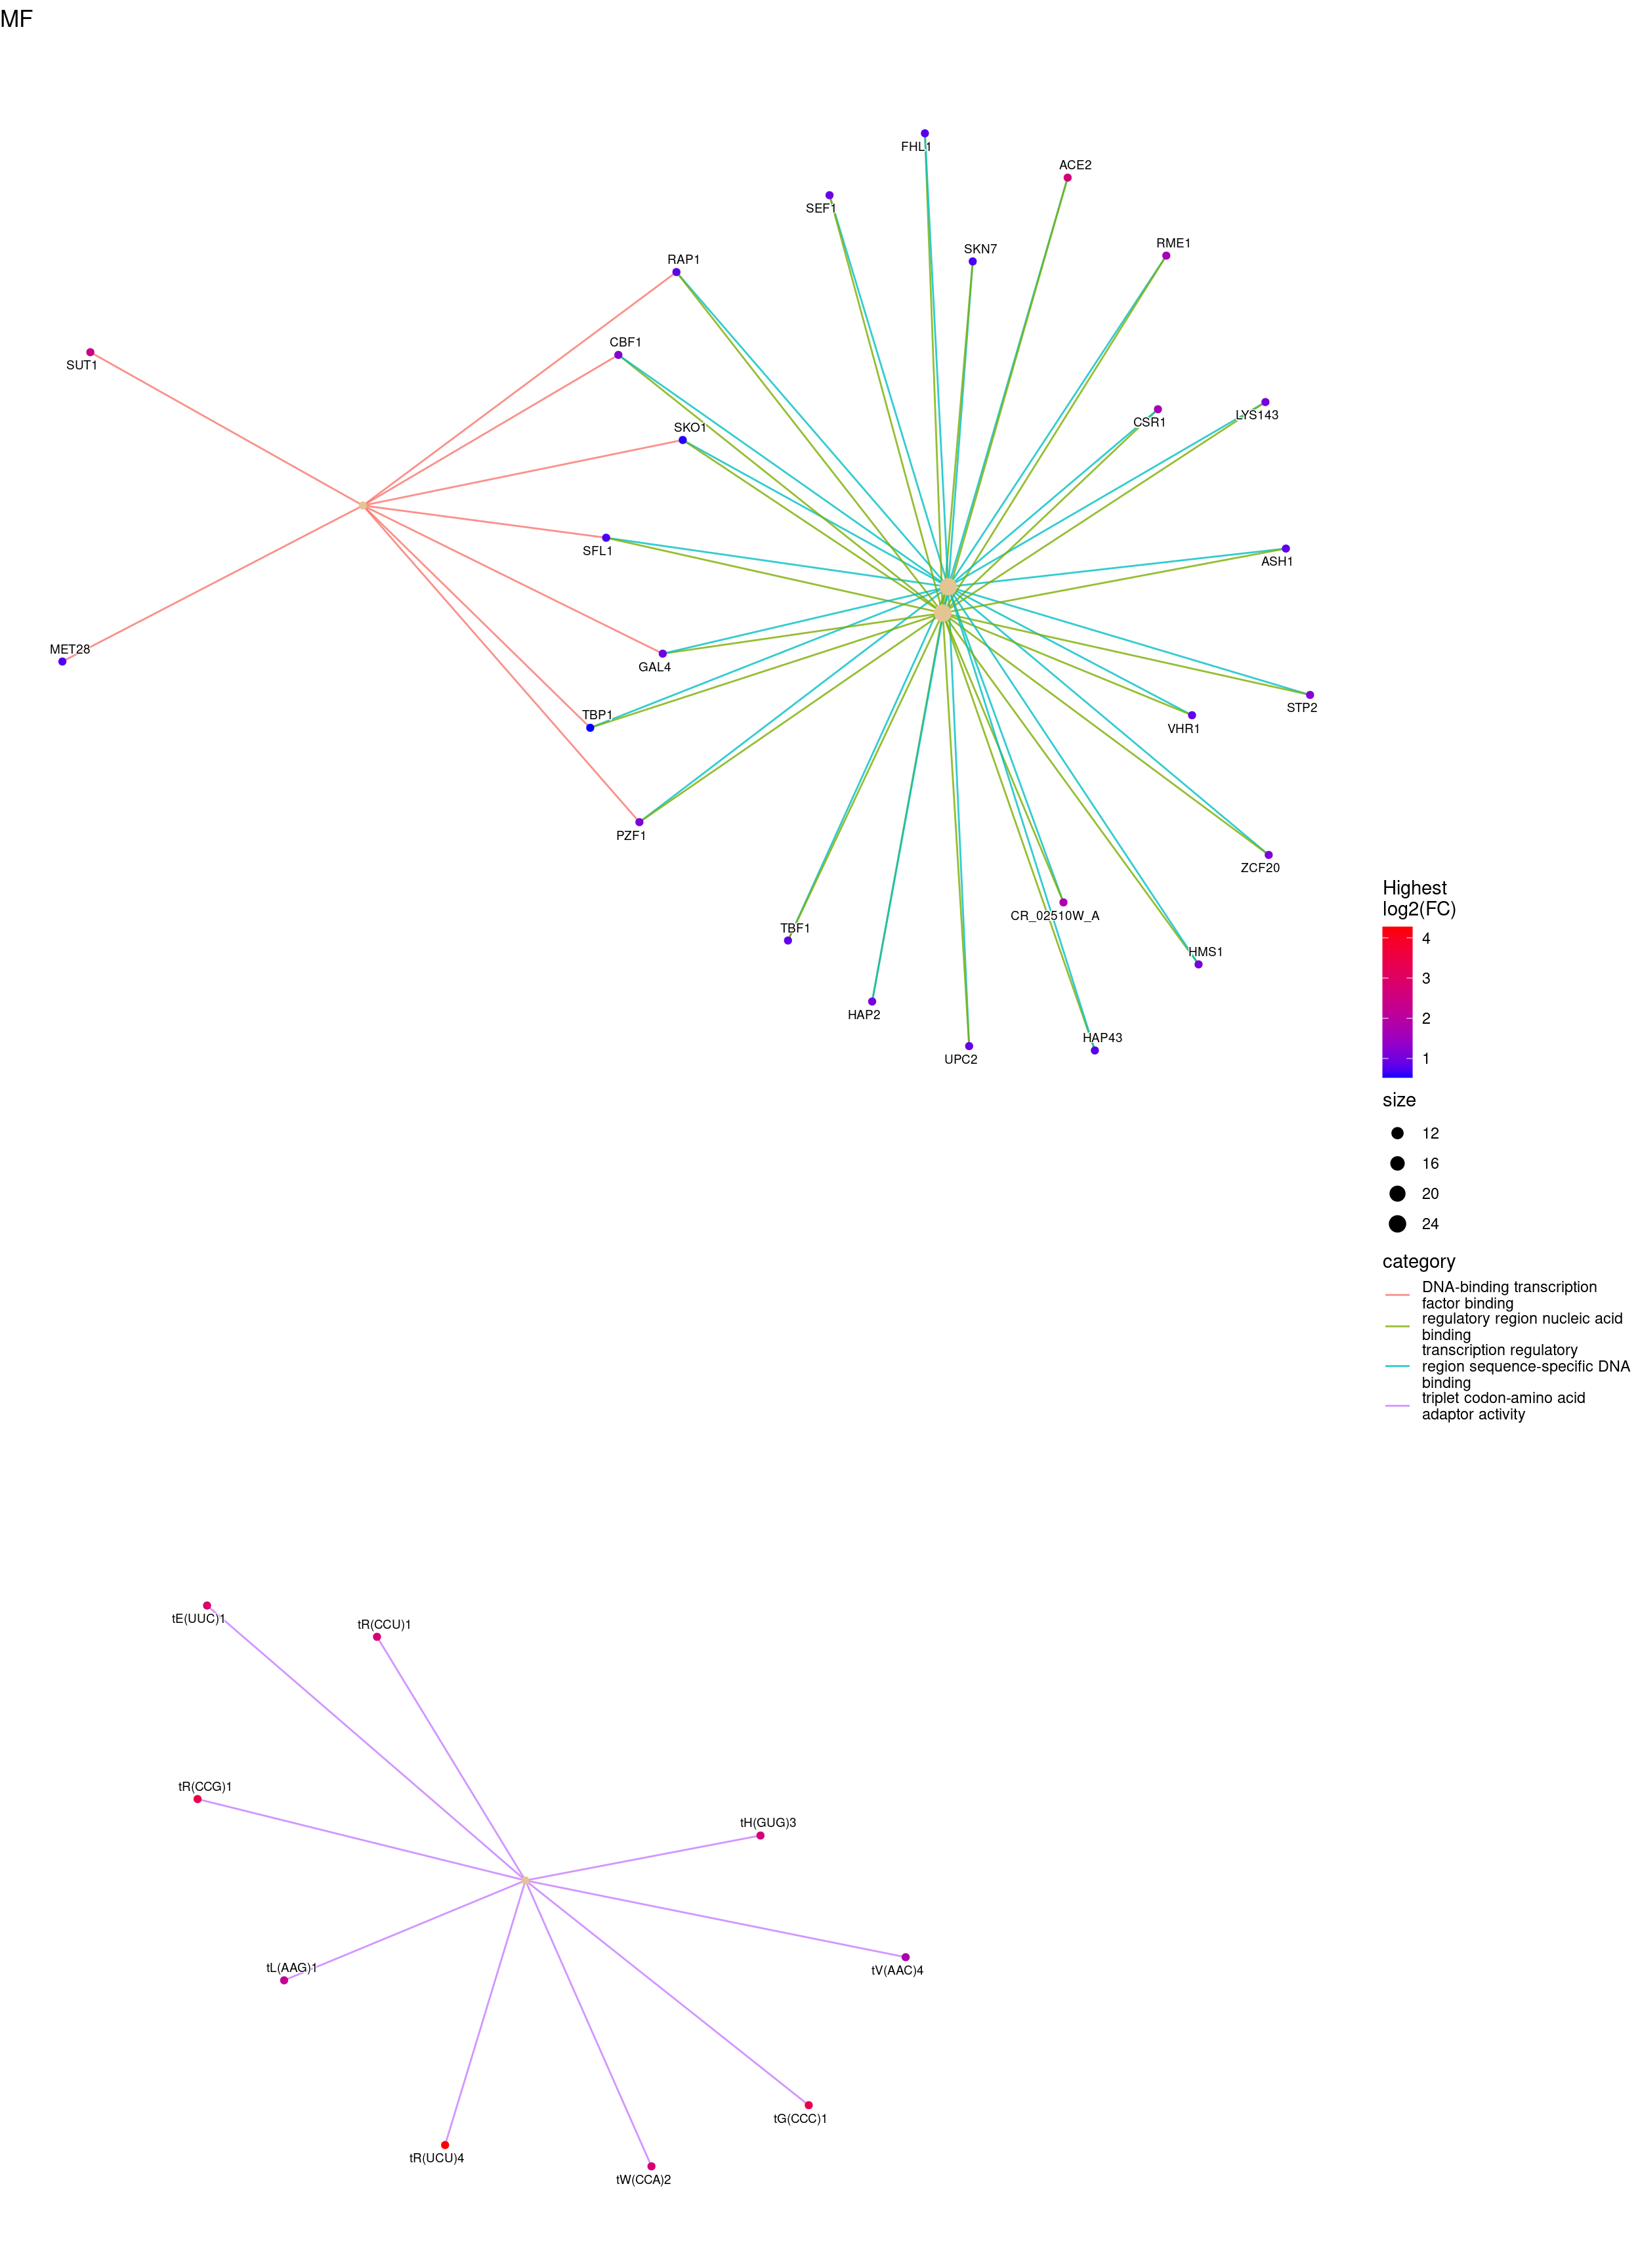 MF
FHL1
ACE2
SEF1
RME1
SKN7
RAP1
CBF1
SUT1
CSR1
LYS143
SKO1
SFL1
ASH1
MET28
GAL4
STP2
TBP1
VHR1
PZF1
ZCF20
CR_02510W_A
TBF1
HMS1
HAP2
HAP43
UPC2
Highest
log2(FC)
4
3
2
1
size
12
16
20
24
category
DNA-binding transcription
factor binding
regulatory region nucleic acid
binding
transcription regulatory
region sequence-specific DNA
binding
triplet codon-amino acid
adaptor activity
tE(UUC)1
tR(CCU)1
tR(CCG)1
tH(GUG)3
tL(AAG)1
tV(AAC)4
tG(CCC)1
tR(UCU)4
tW(CCA)2